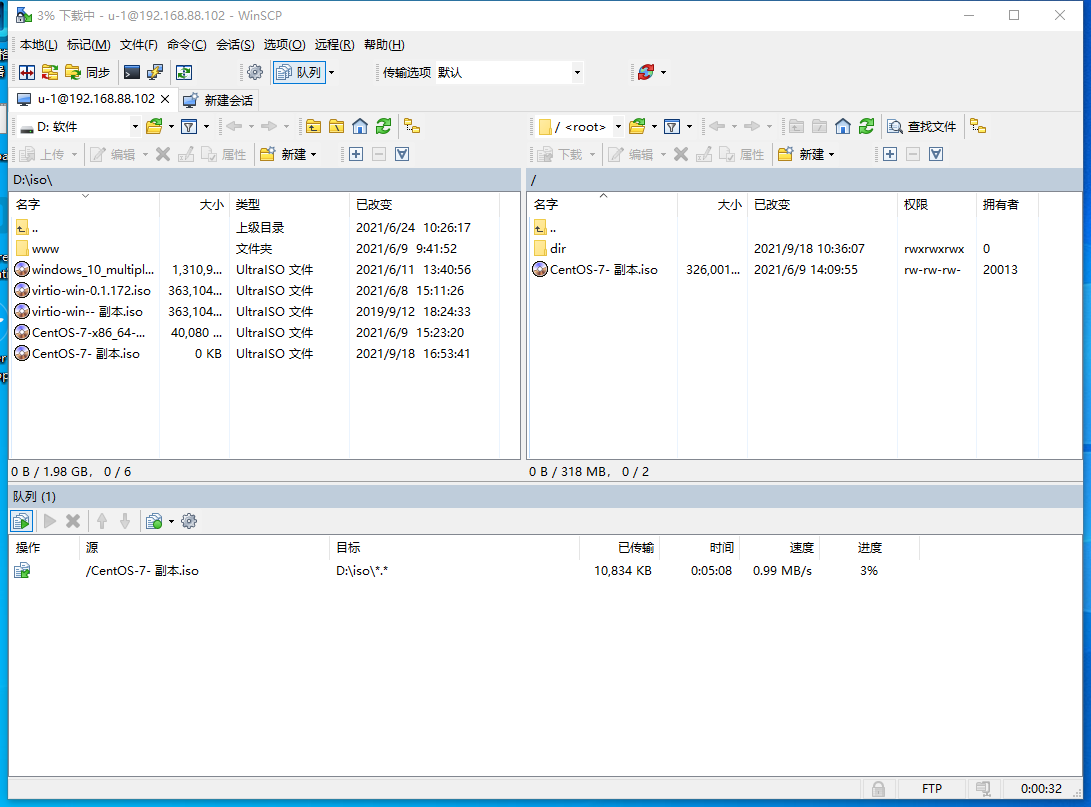 3% 下载中 - u-1@192.168.88.102 - WinSCP
本地(L) 标记(M) 文件(F) 命令(C) 会话(S) 选项(O) 远程(R) 帮助(H)
同步 队列 传输选项 默认
u-1@192.168.88.102 新建会话
D: 软件 / <root> 查找文件
上传 编辑 属性 新建 下载 编辑 属性 新建
D:\iso\ /
名字 大小 类型 已改变
.. 上级目录 2021/6/24 10:26:17
www 文件夹 2021/6/9 9:41:52
windows_10_multipl... 1,310,9... UltraISO 文件 2021/6/11 13:40:56
virtio-win-0.1.172.iso 363,104... UltraISO 文件 2021/6/8 15:11:26
virtio-win-- 副本.iso 363,104... UltraISO 文件 2019/9/12 18:24:33
CentOS-7-x86_64-... 40,080 ... UltraISO 文件 2021/6/9 15:23:20
CentOS-7- 副本.iso 0 KB UltraISO 文件 2021/9/18 16:53:41
名字 大小 已改变 权限 拥有者
..
dir 2021/9/18 10:36:07 rwxrwxrwx 0
CentOS-7- 副本.iso 326,001... 2021/6/9 14:09:55 rw-rw-rw- 20013
0 B / 1.98 GB, 0 / 6 0 B / 318 MB, 0 / 2
队列 (1)
操作 源 目标 已传输 时间 速度 进度
/CentOS-7- 副本.iso D:\iso\*.* 10,834 KB 0:05:08 0.99 MB/s 3%
FTP 0:00:32